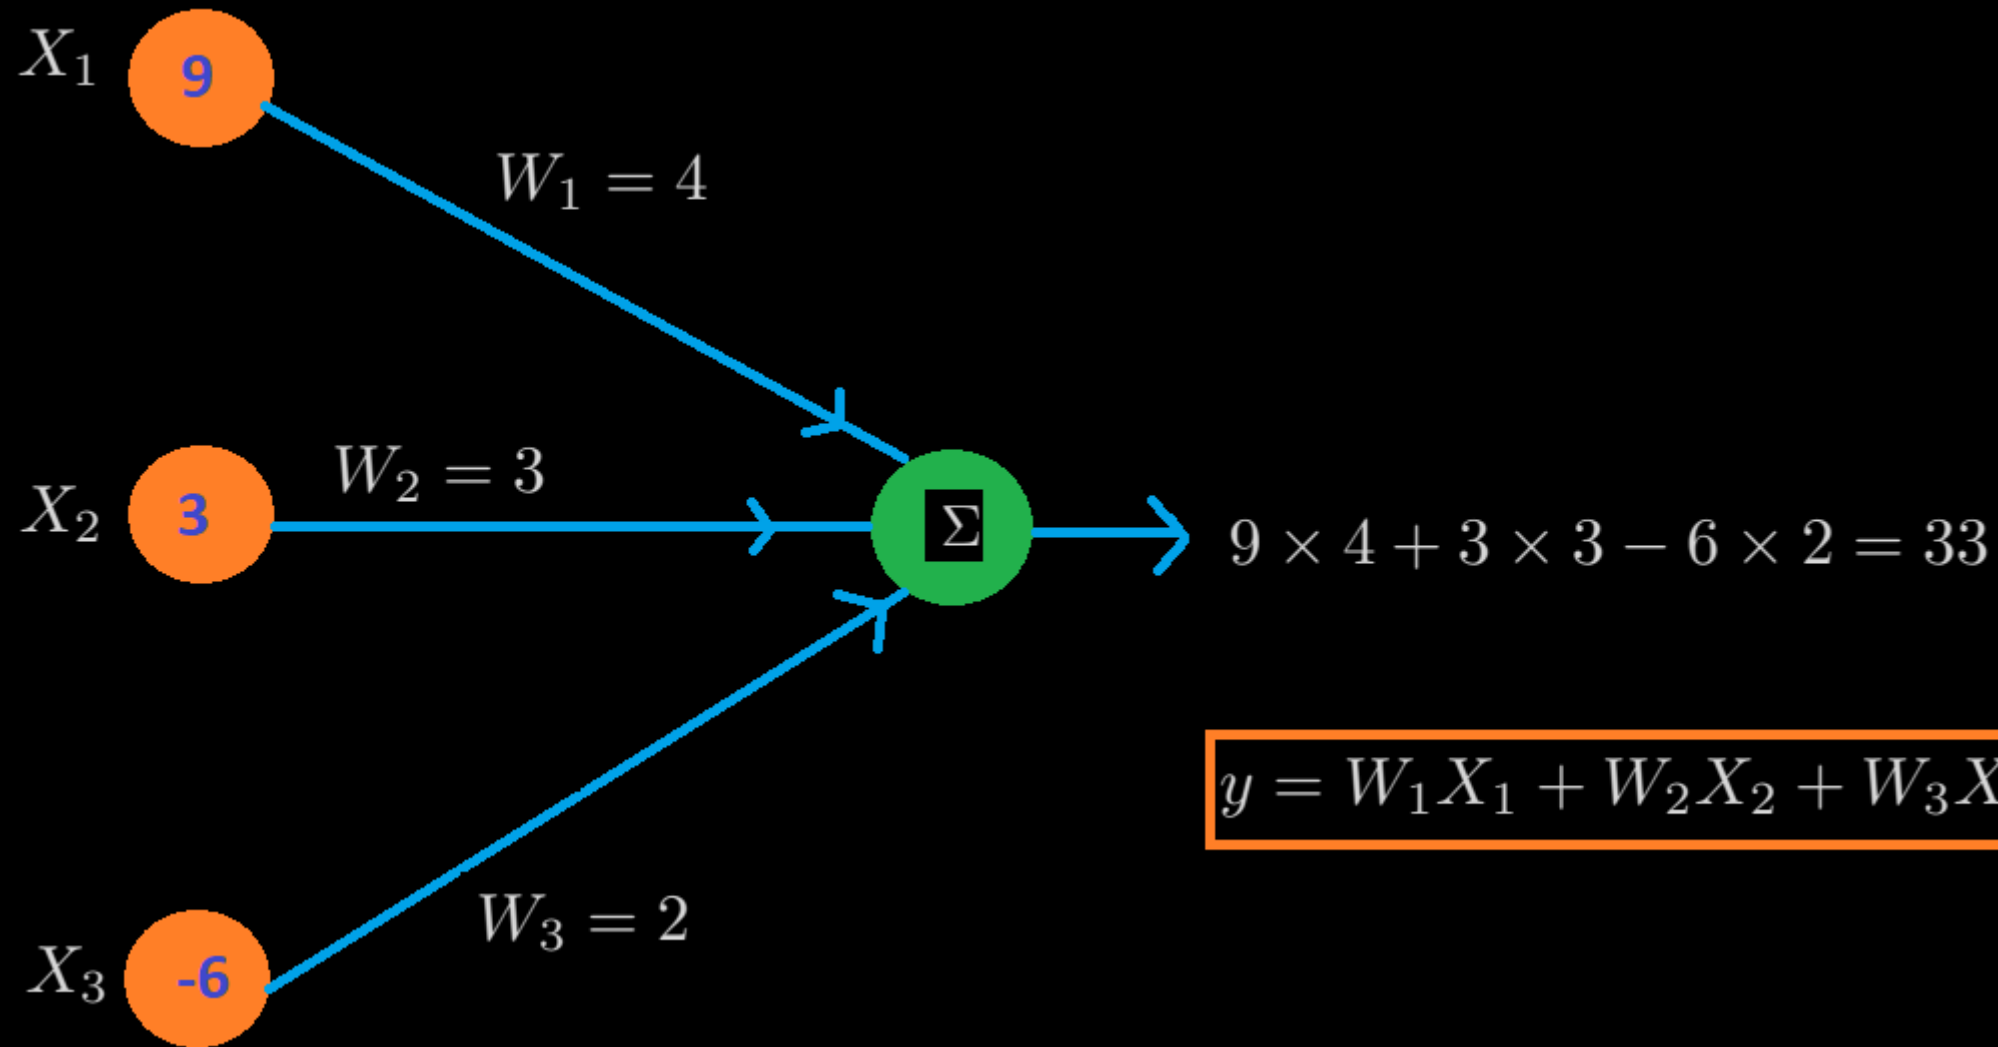 X₁ 9
W₁ = 4
W₂ = 3
X₂ 3
Σ
9 × 4 + 3 × 3 − 6 × 2 = 33
y = W₁X₁ + W₂X₂ + W₃X
W₃ = 2
X₃ -6